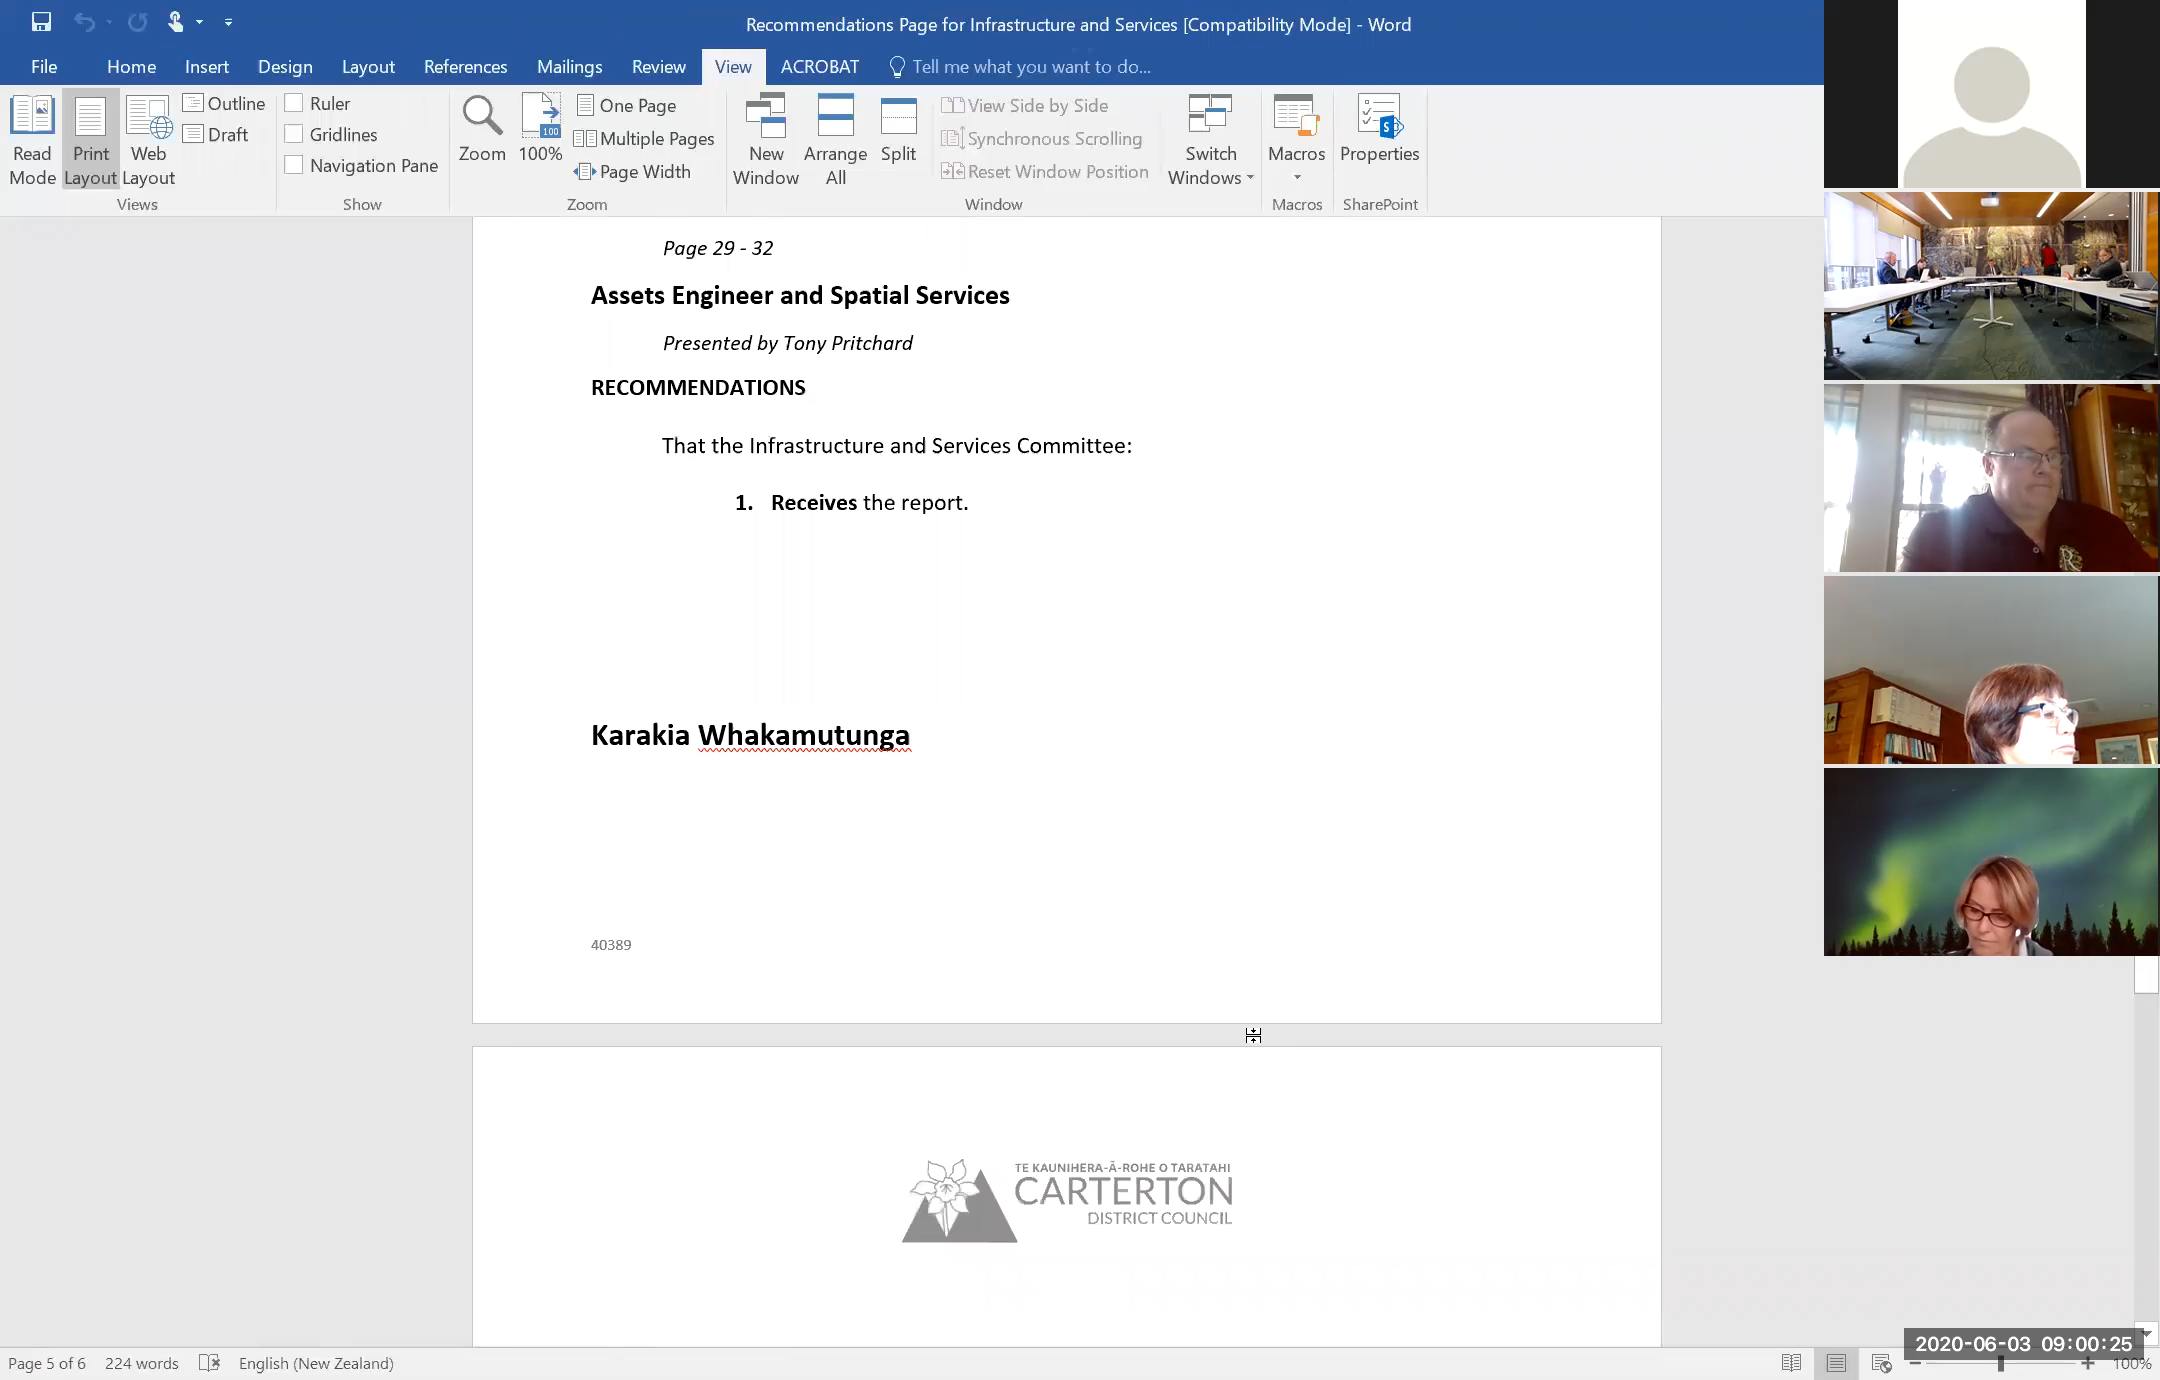 Recommendations Page for Infrastructure and Services [Compatibility Mode] - Word
File Home Insert Design Layout References Mailings Review View ACROBAT Tell me what you want to do...
Read Mode
Print Layout
Web Layout
Outline
Draft
Views
Ruler
Gridlines
Navigation Pane
Show
Zoom
100
100%
One Page
Multiple Pages
Page Width
Zoom
New Window
Arrange All
Split
View Side by Side
Synchronous Scrolling
Reset Window Position
Window
Switch Windows
Macros
Macros
Properties
SharePoint
Page 29 - 32
Assets Engineer and Spatial Services
Presented by Tony Pritchard
RECOMMENDATIONS
That the Infrastructure and Services Committee:
1. Receives the report.
Karakia Whakamutunga
40389
TE KAUNIHERA-Ā-ROHE O TARATAHI
CARTERTON
DISTRICT COUNCIL
2020-06-03 09:00:25
Page 5 of 6 224 words English (New Zealand) 100%